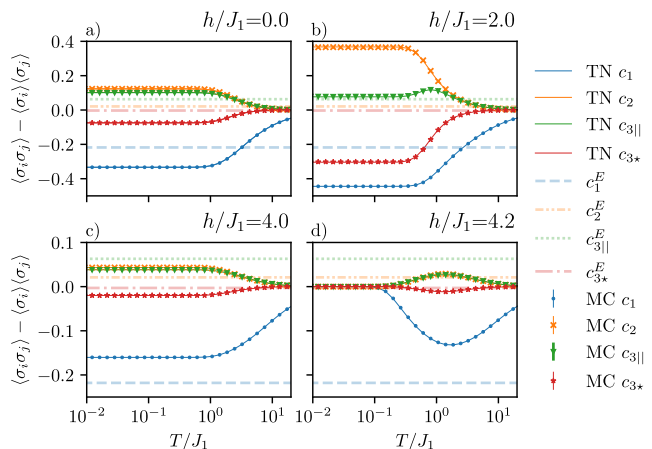 h/J₁=0.0
h/J₁=2.0
a)
b)
⟨σᵢσⱼ⟩ − ⟨σᵢ⟩⟨σⱼ⟩
0.4
0.2
0.0
−0.2
−0.4
h/J₁=4.0
h/J₁=4.2
c)
d)
⟨σᵢσⱼ⟩ − ⟨σᵢ⟩⟨σⱼ⟩
0.1
0.0
−0.1
−0.2
10⁻² 10⁻¹ 10⁰ 10¹
10⁻² 10⁻¹ 10⁰ 10¹
T/J₁
T/J₁
TN c₁
TN c₂
TN c₃||
TN c₃⋆
c₁ᴱ
c₂ᴱ
c₃||ᴱ
c₃⋆ᴱ
MC c₁
MC c₂
MC c₃||
MC c₃⋆